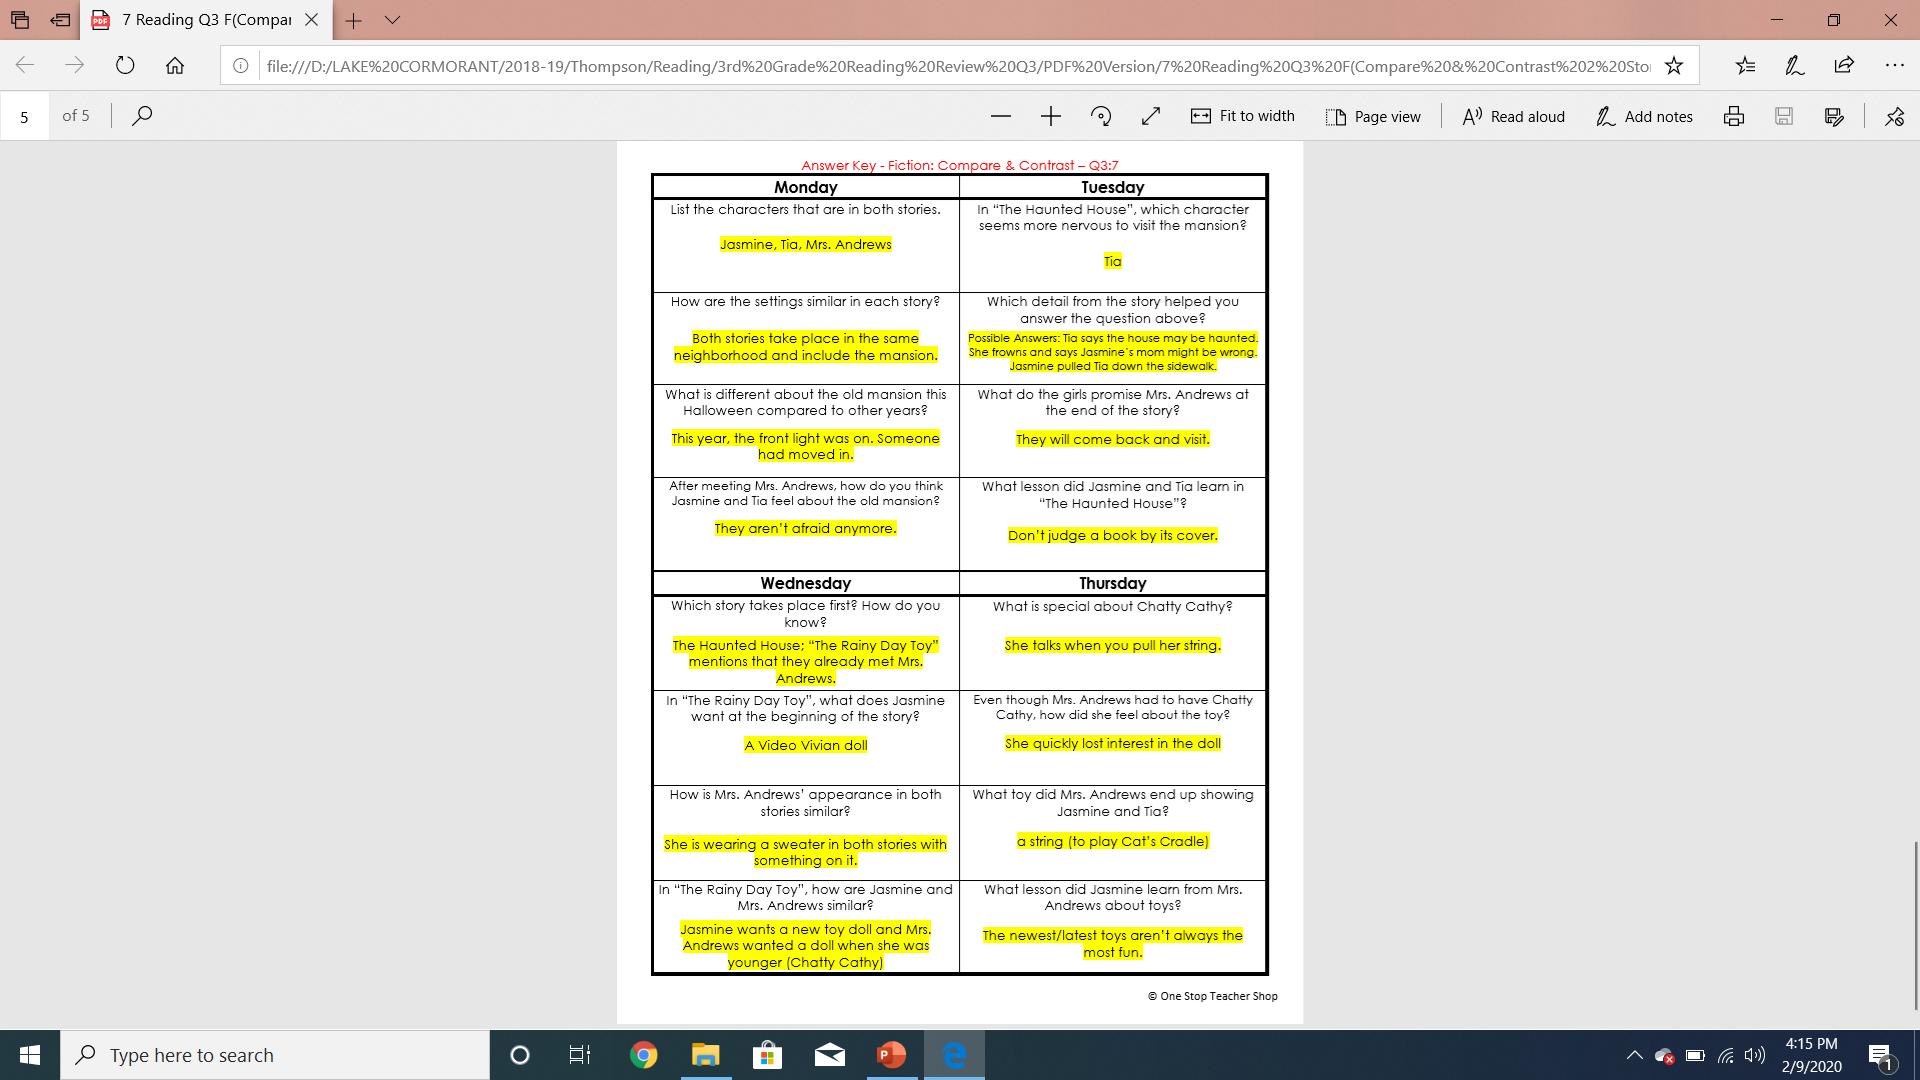 7 Reading Q3 F(Compar
file:///D:/LAKE%20CORMORANT/2018-19/Thompson/Reading/3rd%20Grade%20Reading%20Review%20Q3/PDF%20Version/7%20Reading%20Q3%20F(Compare%20&%20Contrast%202%20Sto
5 of 5
Fit to width
Page view
Read aloud
Add notes
Answer Key - Fiction: Compare & Contrast – Q3:7
Monday
List the characters that are in both stories.
Jasmine, Tia, Mrs. Andrews
How are the settings similar in each story?
Both stories take place in the same
neighborhood and include the mansion.
What is different about the old mansion this
Halloween compared to other years?
This year, the front light was on. Someone
had moved in.
After meeting Mrs. Andrews, how do you think
Jasmine and Tia feel about the old mansion?
They aren't afraid anymore.
Tuesday
In “The Haunted House”, which character
seems more nervous to visit the mansion?
Tia
Which detail from the story helped you
answer the question above?
Possible Answers: Tia says the house may be haunted.
She frowns and says Jasmine's mom might be wrong.
Jasmine pulled Tia down the sidewalk.
What do the girls promise Mrs. Andrews at
the end of the story?
They will come back and visit.
What lesson did Jasmine and Tia learn in
“The Haunted House”?
Don't judge a book by its cover.
Wednesday
Which story takes place first? How do you
know?
The Haunted House; “The Rainy Day Toy”
mentions that they already met Mrs.
Andrews.
In “The Rainy Day Toy”, what does Jasmine
want at the beginning of the story?
A Video Vivian doll
How is Mrs. Andrews' appearance in both
stories similar?
She is wearing a sweater in both stories with
something on it.
In “The Rainy Day Toy”, how are Jasmine and
Mrs. Andrews similar?
Jasmine wants a new toy doll and Mrs.
Andrews wanted a doll when she was
younger (Chatty Cathy)
Thursday
What is special about Chatty Cathy?
She talks when you pull her string.
Even though Mrs. Andrews had to have Chatty
Cathy, how did she feel about the toy?
She quickly lost interest in the doll
What toy did Mrs. Andrews end up showing
Jasmine and Tia?
a string (to play Cat's Cradle)
What lesson did Jasmine learn from Mrs.
Andrews about toys?
The newest/latest toys aren't always the
most fun.
© One Stop Teacher Shop
Type here to search
4:15 PM
2/9/2020
1